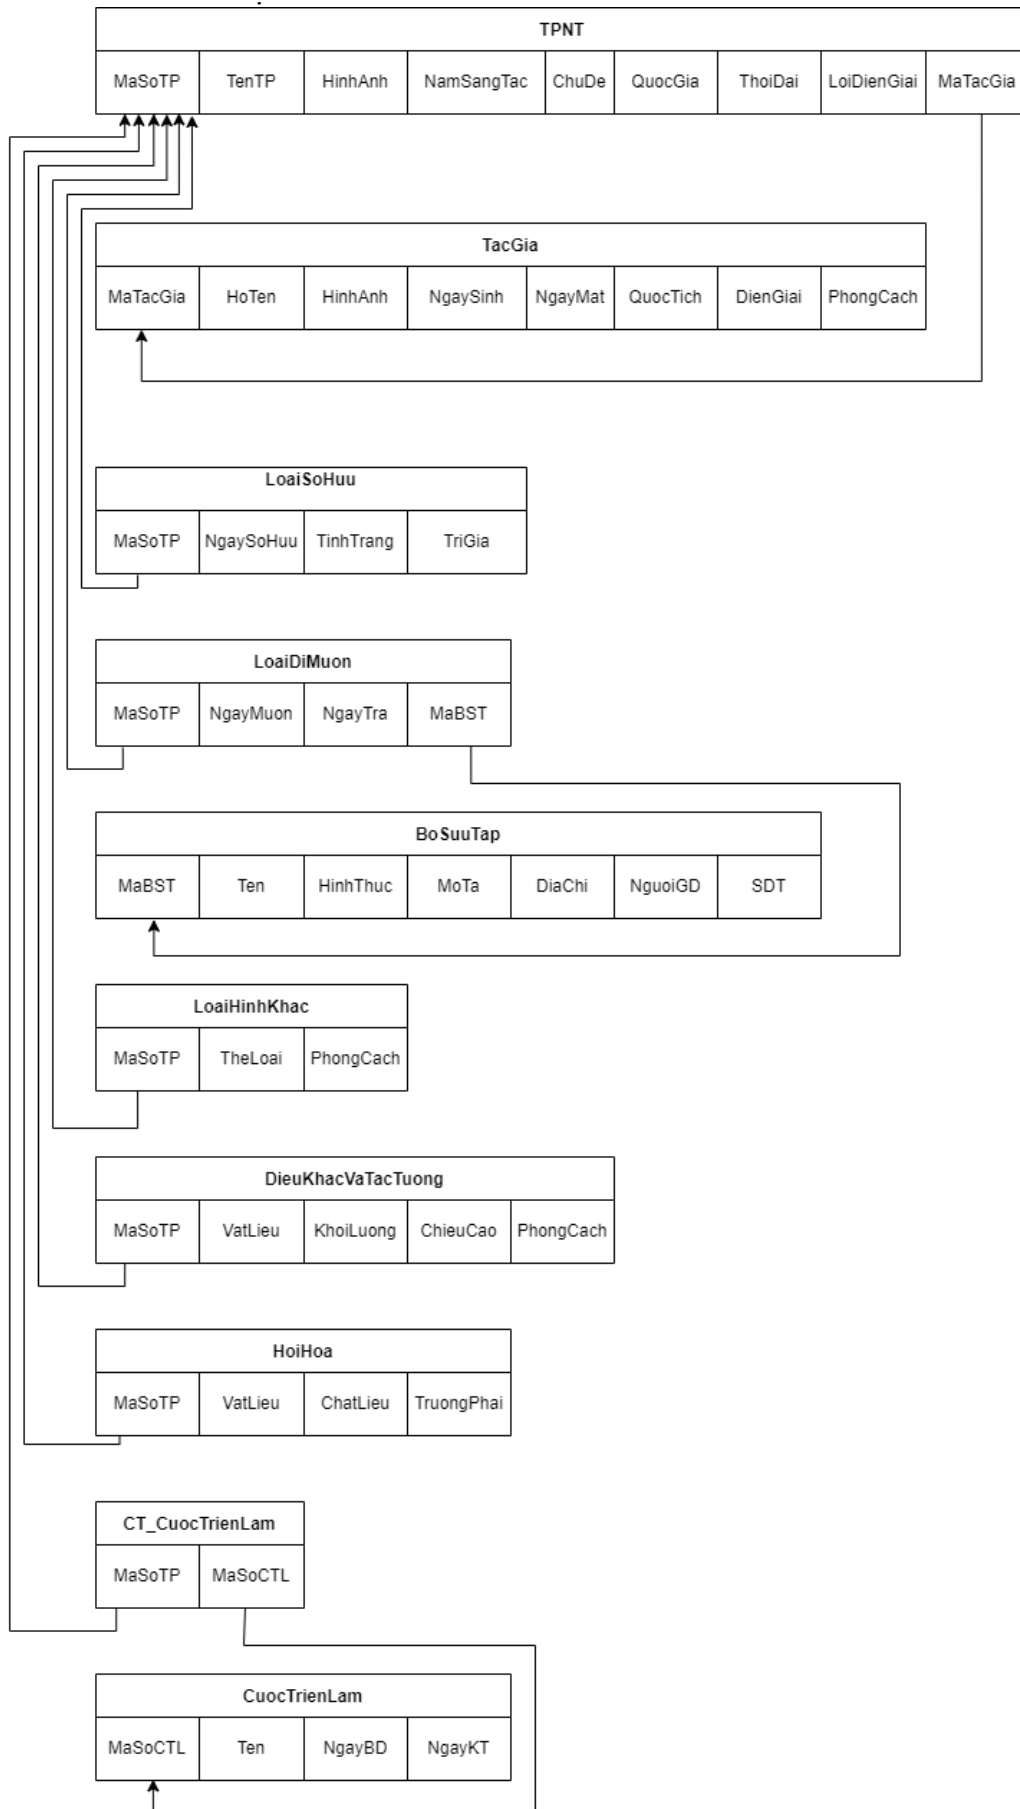 TPNT
MaSoTP TenTP HinhAnh NamSangTac ChuDe QuocGia ThoiDai LoiDienGiai MaTacGia
TacGia
MaTacGia HoTen HinhAnh NgaySinh NgayMat QuocTich DienGiai PhongCach
LoaiSoHuu
MaSoTP NgaySoHuu TinhTrang TriGia
LoaiDiMuon
MaSoTP NgayMuon NgayTra MaBST
BoSuuTap
MaBST Ten HinhThuc MoTa DiaChi NguoiGD SDT
LoaiHinhKhac
MaSoTP TheLoai PhongCach
DieuKhacVaTacTuong
MaSoTP VatLieu KhoiLuong ChieuCao PhongCach
HoiHoa
MaSoTP VatLieu ChatLieu TruongPhai
CT_CuocTrienLam
MaSoTP MaSoCTL
CuocTrienLam
MaSoCTL Ten NgayBD NgayKT